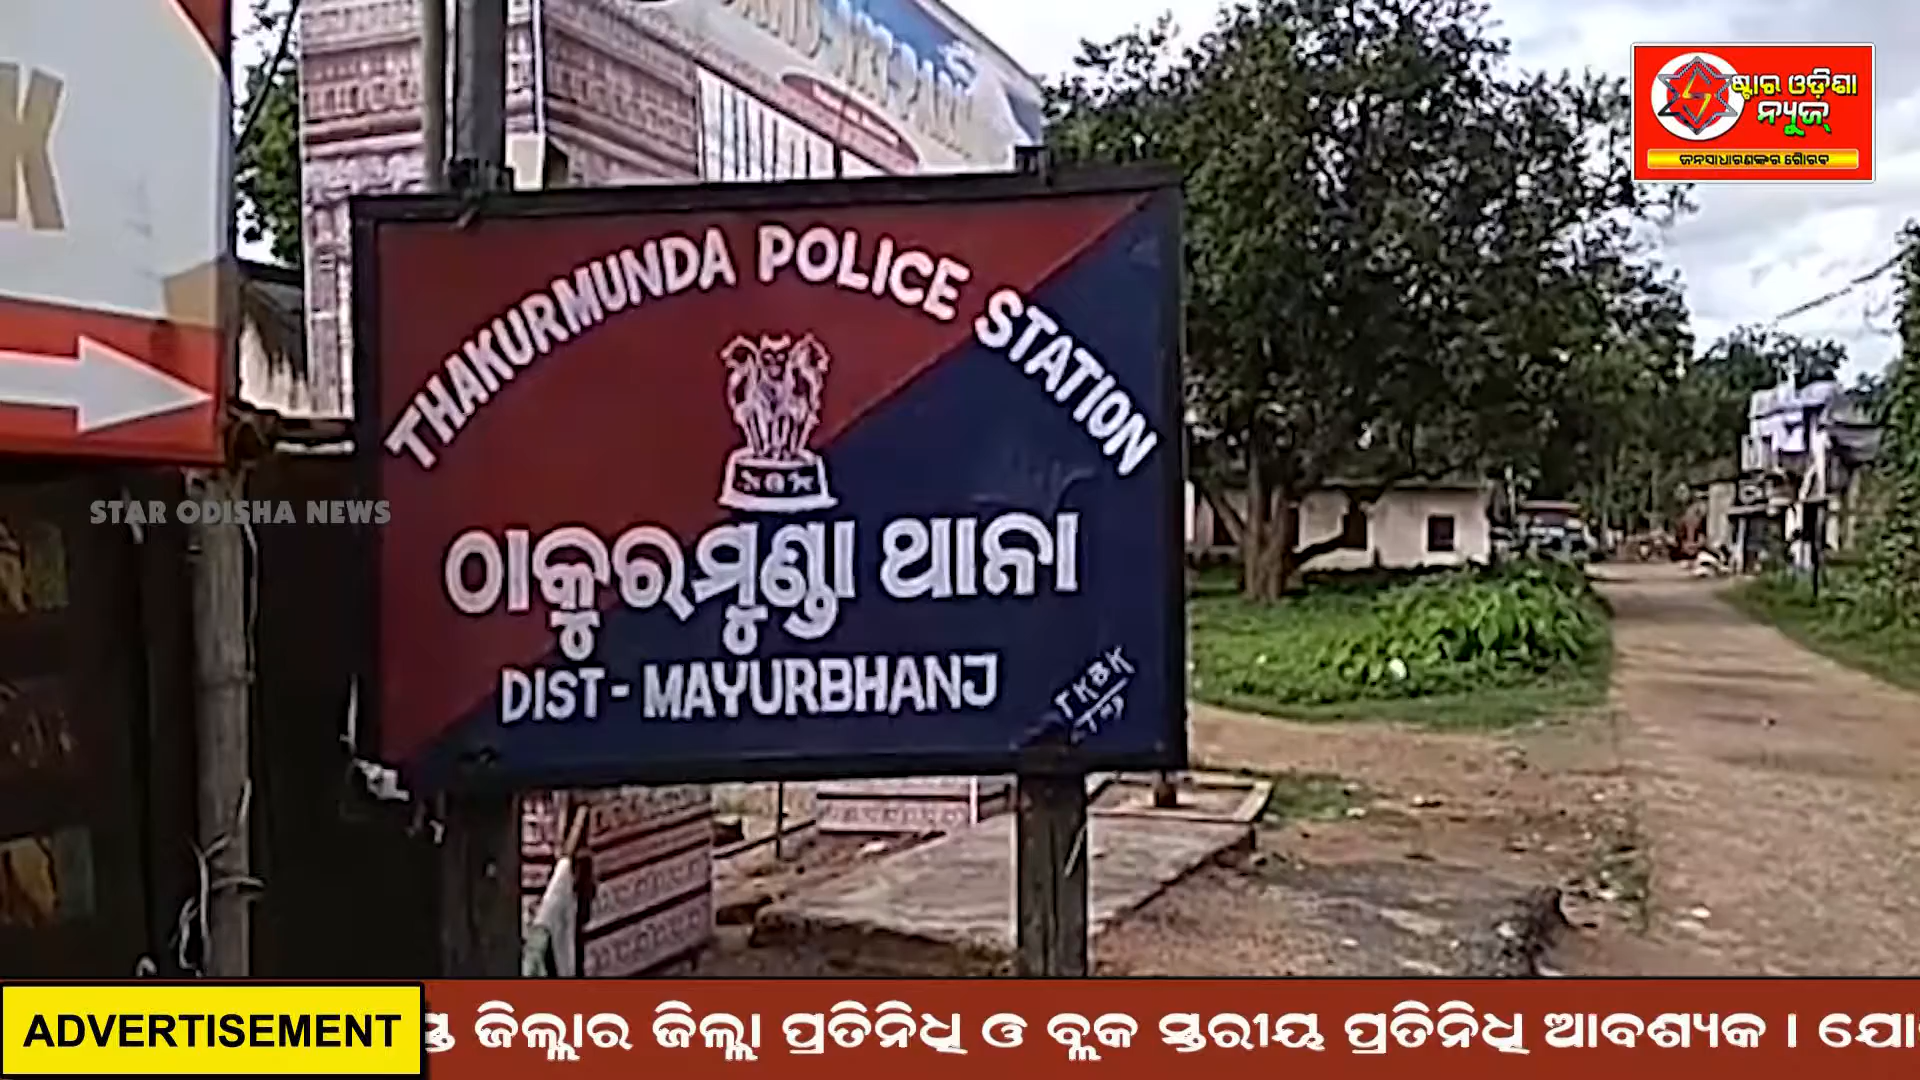 ଷ୍ଟାର ଓଡ଼ିଶା
ନ୍ୟୁଜ୍
ଜନସାଧାରଣଙ୍କର ଗୌରବ
THAKURMUNDA POLICE STATION
STAR ODISHA NEWS
ଠାକୁରମୁଣ୍ଡା ଥାନା
DIST - MAYURBHANJ
TKBK
ADVERTISEMENT
ଜିଲ୍ଲାର ଜିଲ୍ଲା ପ୍ରତିନିଧି ଓ ବ୍ଲକ ସ୍ତରୀୟ ପ୍ରତିନିଧି ଆବଶ୍ୟକ ।